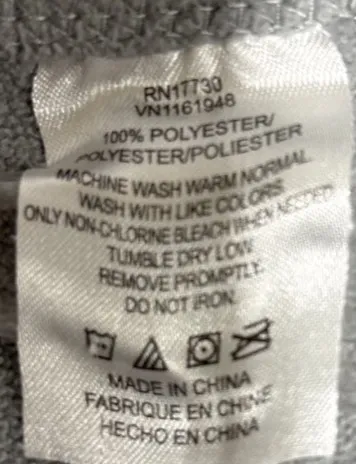 RN17730
VN1161948
100% POLYESTER/
POLYESTER/POLIESTER
MACHINE WASH WARM NORMAL.
WASH WITH LIKE COLORS.
ONLY NON-CHLORINE BLEACH WHEN NEEDED.
TUMBLE DRY LOW.
REMOVE PROMPTLY.
DO NOT IRON.
MADE IN CHINA
FABRIQUE EN CHINE
HECHO EN CHINA